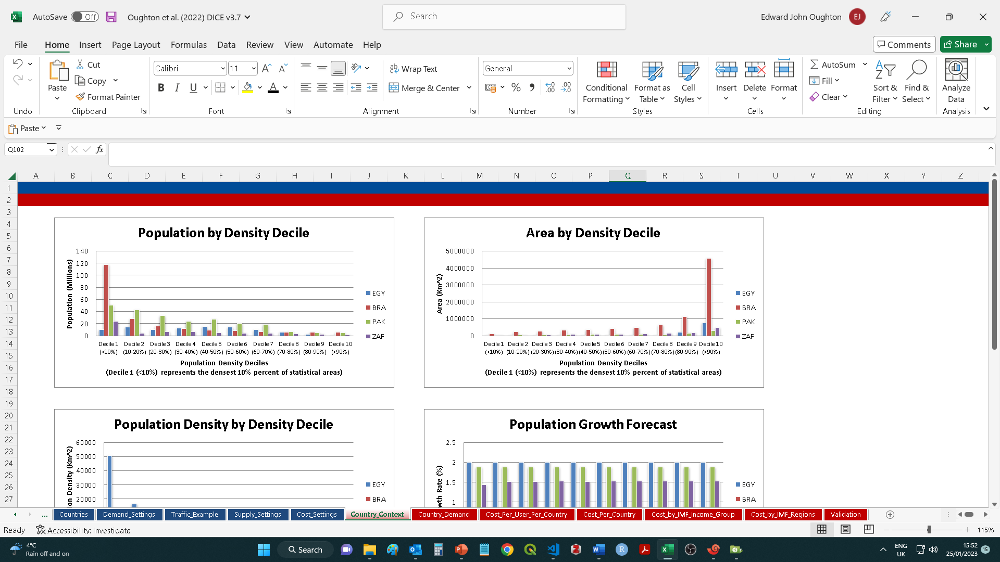 AutoSave Off Oughton et al. (2022) DICE v3.7 Search Edward John Oughton EJ
File Home Insert Page Layout Formulas Data Review View Automate Help Comments Share
Paste Cut Copy Format Painter
Calibri 11 B I U A
Wrap Text Merge & Center
General % .00
Conditional Formatting Format as Table Cell Styles
Insert Delete Format
AutoSum Fill Clear Sort & Filter Find & Select Analyze Data
Undo Clipboard Font Alignment Number Styles Cells Editing Analysis
Paste
Q102 fx
A B C D E F G H I J K L M N O P Q R S T U V W X Y Z
1
2
3
4
5
6
7
8
9
10
11
12
13
14
15
16
17
18
19
20
21
22
23
24
25
26
27
Population by Density Decile
Population (Millions)
140
120
100
80
60
40
20
0
Decile 1 Decile 2 Decile 3 Decile 4 Decile 5 Decile 6 Decile 7 Decile 8 Decile 9 Decile 10
(<10%) (10-20%) (20-30%) (30-40%) (40-50%) (50-60%) (60-70%) (70-80%) (80-90%) (>90%)
Population Density Deciles
(Decile 1 (<10%) represents the densest 10% percent of statistical areas)
EGY
BRA
PAK
ZAF
Area by Density Decile
Area (Km^2)
5000000
4000000
3000000
2000000
1000000
0
Decile 1 Decile 2 Decile 3 Decile 4 Decile 5 Decile 6 Decile 7 Decile 8 Decile 9 Decile 10
(<10%) (10-20%) (20-30%) (30-40%) (40-50%) (50-60%) (60-70%) (70-80%) (80-90%) (>90%)
Population Density Deciles
(Decile 1 (<10%) represents the densest 10% percent of statistical areas)
EGY
BRA
PAK
ZAF
Population Density by Density Decile
ion Density (Km^2)
60000
50000
40000
30000
20000
EGY
BRA
Population Growth Forecast
wth Rate (%)
2.5
2
1.5
1
EGY
BRA
... Countries Demand_Settings Traffic_Example Supply_Settings Cost_Settings Country_Context Country_Demand Cost_Per_User_Per_Country Cost_Per_Country Cost_by_IMF_Income_Group Cost_by_IMF_Regions Validation
Ready Accessibility: Investigate 115%
4°C
Rain off and on
Search
ENG
UK
15:52
25/01/2023
15